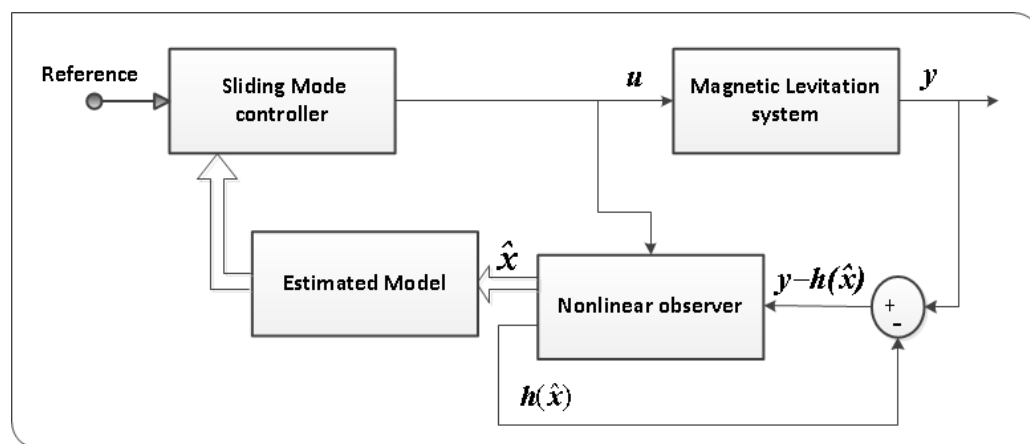 Reference
Sliding Mode
controller
u
Magnetic Levitation
system
y
Estimated Model
x̂
Nonlinear observer
y−h(x̂)
+
-
h(x̂)